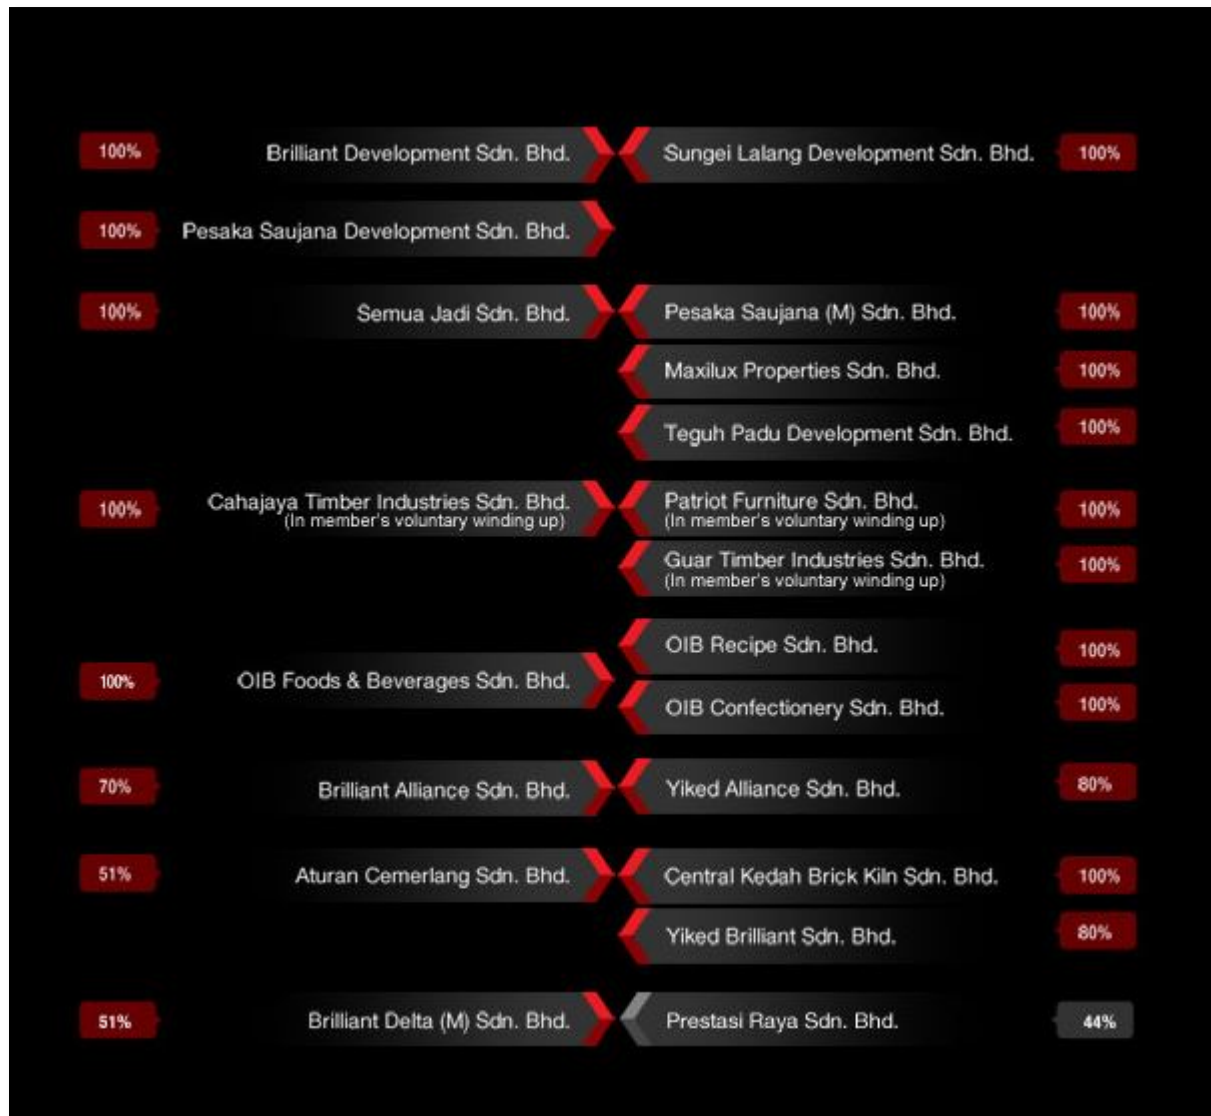 100% Brilliant Development Sdn. Bhd. Sungei Lalang Development Sdn. Bhd. 100%
100% Pesaka Saujana Development Sdn. Bhd.
100% Semua Jadi Sdn. Bhd. Pesaka Saujana (M) Sdn. Bhd. 100%
Maxilux Properties Sdn. Bhd. 100%
Teguh Padu Development Sdn. Bhd. 100%
100% Cahajaya Timber Industries Sdn. Bhd. Patriot Furniture Sdn. Bhd. 100%
(In member's voluntary winding up) (In member's voluntary winding up)
Guar Timber Industries Sdn. Bhd. 100%
(In member's voluntary winding up)
OIB Recipe Sdn. Bhd. 100%
100% OIB Foods & Beverages Sdn. Bhd.
OIB Confectionery Sdn. Bhd. 100%
70% Brilliant Alliance Sdn. Bhd. Yiked Alliance Sdn. Bhd. 80%
51% Aturan Cemerlang Sdn. Bhd. Central Kedah Brick Kiln Sdn. Bhd. 100%
Yiked Brilliant Sdn. Bhd. 80%
51% Brilliant Delta (M) Sdn. Bhd. Prestasi Raya Sdn. Bhd. 44%